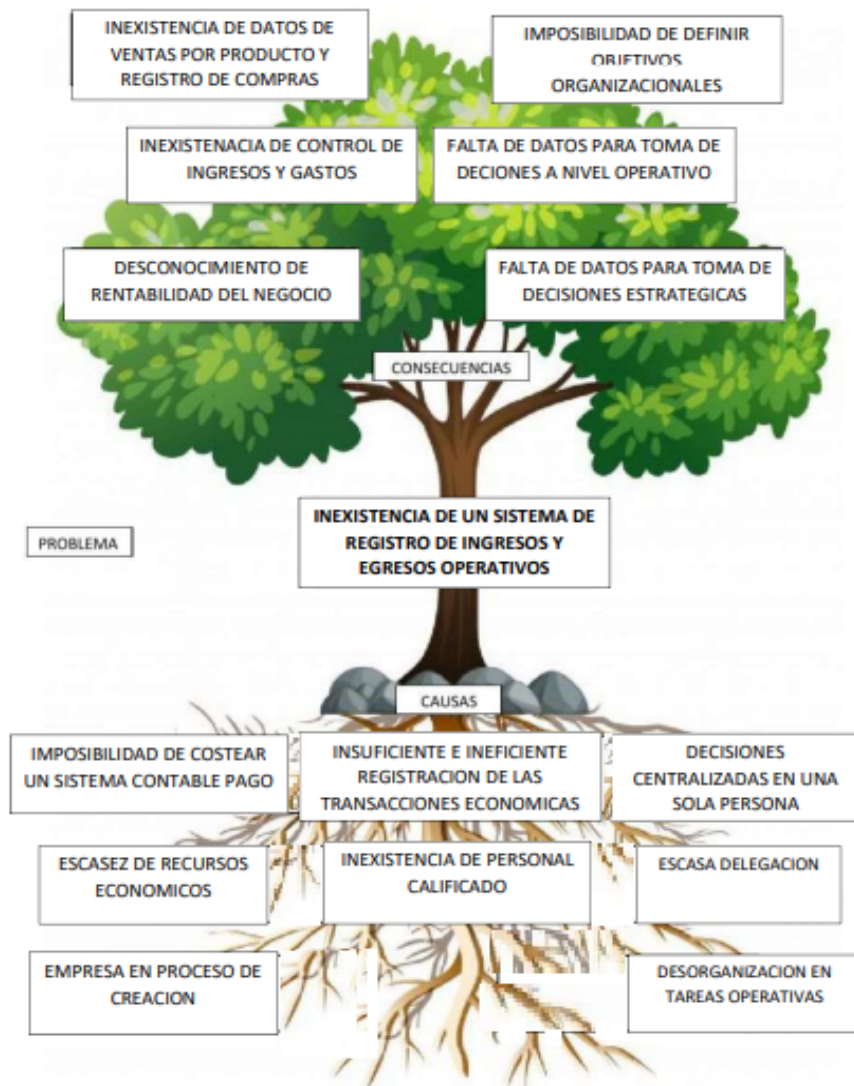 INEXISTENCIA DE DATOS DE
VENTAS POR PRODUCTO Y
REGISTRO DE COMPRAS
IMPOSIBILIDAD DE DEFINIR
OBJETIVOS
ORGANIZACIONALES
INEXISTENACIA DE CONTROL DE
INGRESOS Y GASTOS
FALTA DE DATOS PARA TOMA DE
DECIONES A NIVEL OPERATIVO
DESCONOCIMIENTO DE
RENTABILIDAD DEL NEGOCIO
FALTA DE DATOS PARA TOMA DE
DECISIONES ESTRATEGICAS
CONSECUENCIAS
INEXISTENCIA DE UN SISTEMA DE
REGISTRO DE INGRESOS Y
EGRESOS OPERATIVOS
PROBLEMA
CAUSAS
IMPOSIBILIDAD DE COSTEAR
UN SISTEMA CONTABLE PAGO
INSUFICIENTE E INEFICIENTE
REGISTRACION DE LAS
TRANSACCIONES ECONOMICAS
DECISIONES
CENTRALIZADAS EN UNA
SOLA PERSONA
ESCASEZ DE RECURSOS
ECONOMICOS
INEXISTENCIA DE PERSONAL
CALIFICADO
ESCASA DELEGACION
EMPRESA EN PROCESO DE
CREACION
DESORGANIZACION EN
TAREAS OPERATIVAS